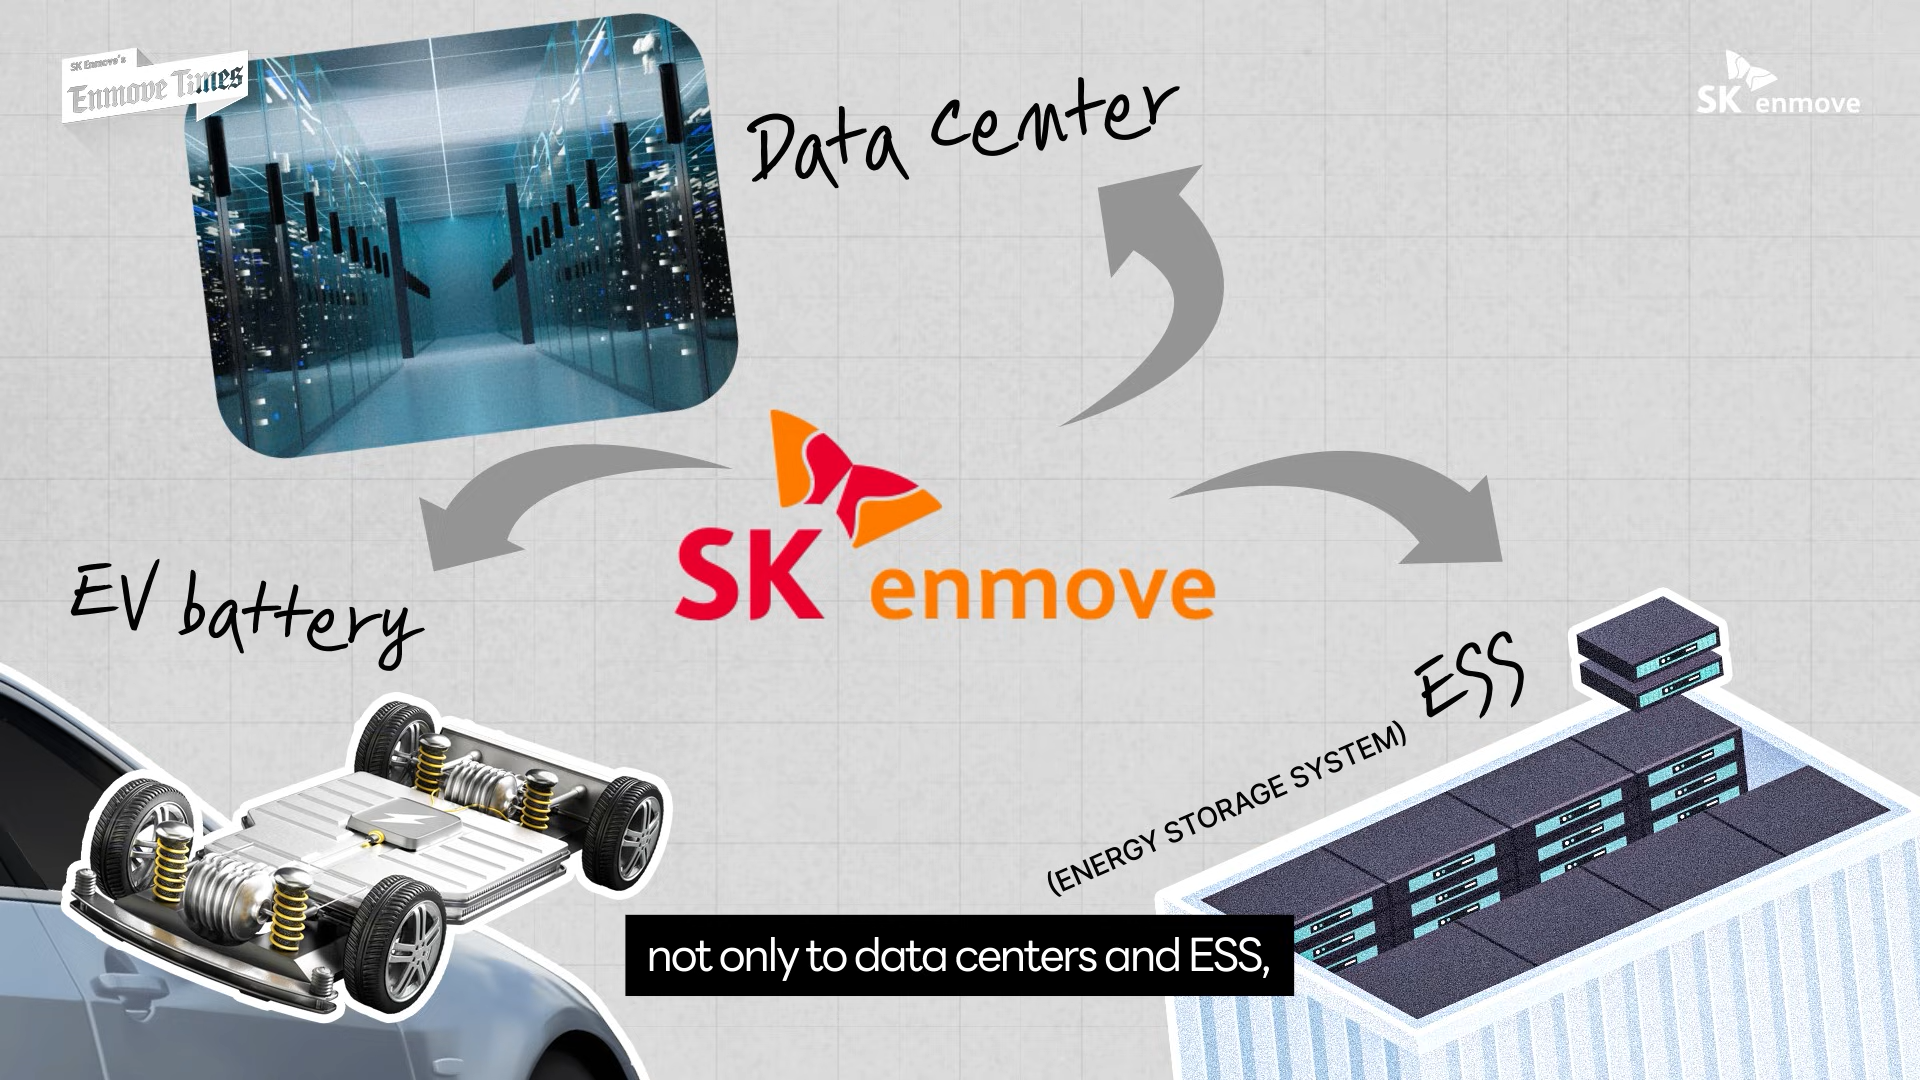 SK Enmove's
Enmove Times
SK enmove
Data center
SK enmove
EV battery
ESS
(ENERGY STORAGE SYSTEM)
not only to data centers and ESS,